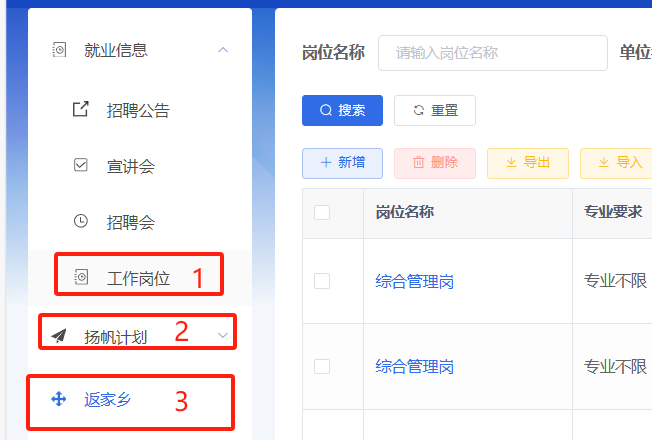 就业信息
招聘公告
宣讲会
招聘会
工作岗位 1
扬帆计划 2
返家乡 3
岗位名称 请输入岗位名称 单位
搜索 重置
新增 删除 导出 导入
岗位名称 专业要求
综合管理岗 专业不限
综合管理岗 专业不限